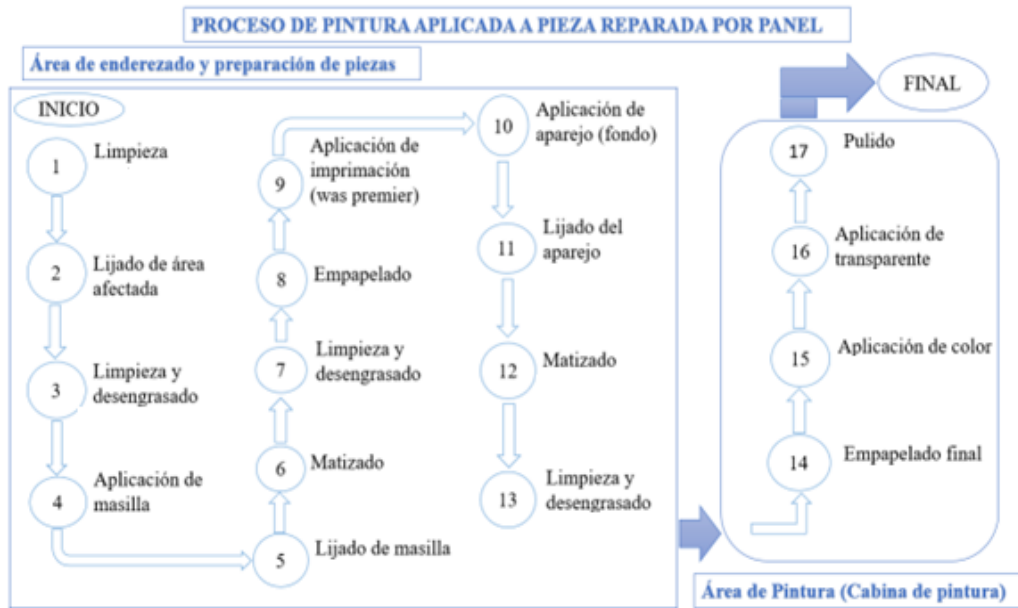 PROCESO DE PINTURA APLICADA A PIEZA REPARADA POR PANEL
Área de enderezado y preparación de piezas
INICIO
1
Limpieza
2
Lijado de área
afectada
3
Limpieza y
desengrasado
4
Aplicación de
masilla
5
Lijado de masilla
6
Matizado
7
Limpieza y
desengrasado
8
Empapelado
9
Aplicación de
imprimación
(was premier)
10
Aplicación de
aparejo (fondo)
11
Lijado del
aparejo
12
Matizado
13
Limpieza y
desengrasado
14
Empapelado final
15
Aplicación de color
16
Aplicación de
transparente
17
Pulido
FINAL
Área de Pintura (Cabina de pintura)